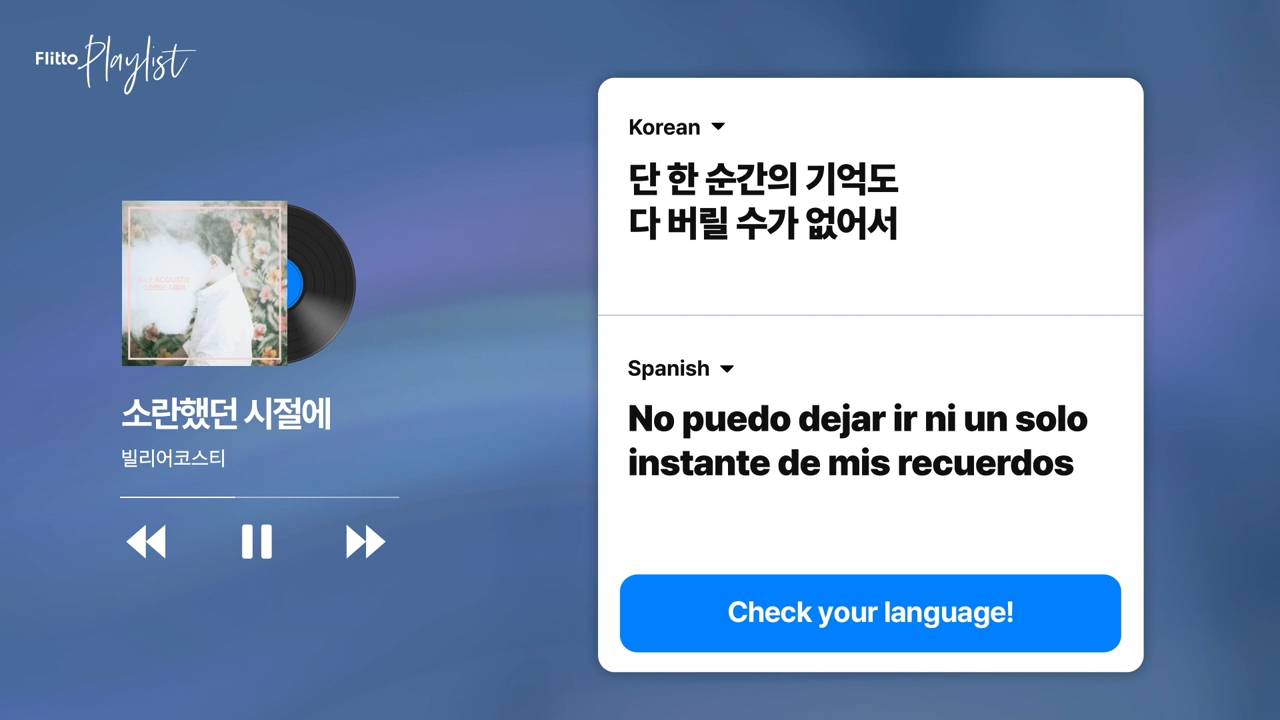 Flitto Playlist
소란했던 시절에
빌리어코스티
Korean
단 한 순간의 기억도
다 버릴 수가 없어서
Spanish
No puedo dejar ir ni un solo
instante de mis recuerdos
Check your language!